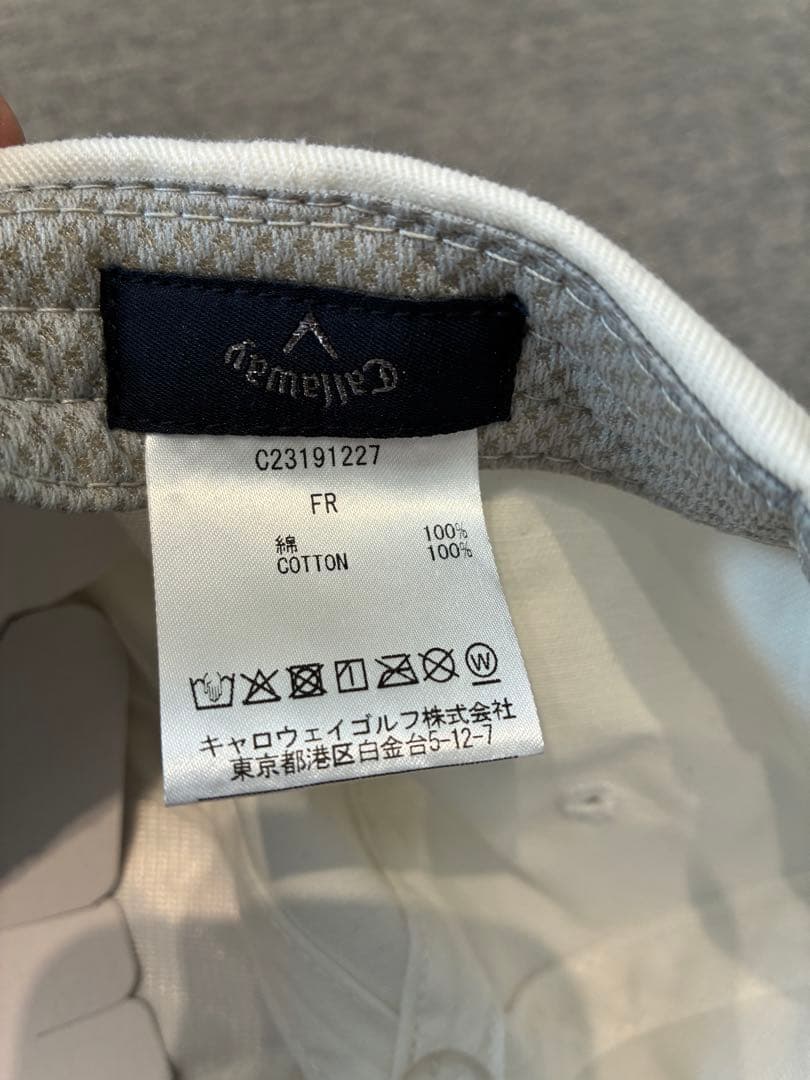 Callaway
C23191227
FR
綿 100%
COTTON 100%
W
キャロウェイゴルフ株式会社
東京都港区白金台5-12-7